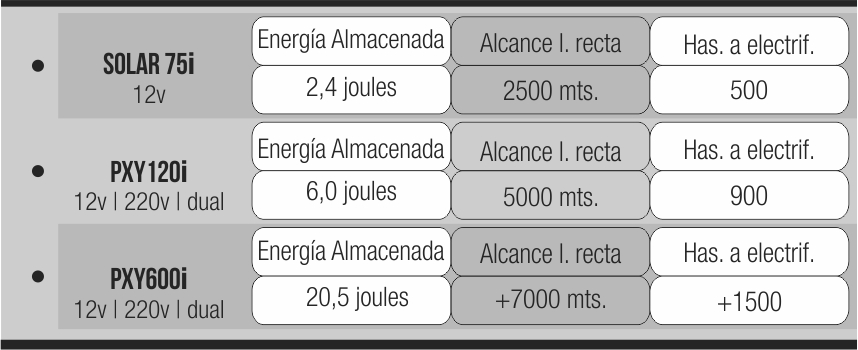 Energía Almacenada Alcance l. recta Has. a electrif.
SOLAR 75i
12v
2,4 joules 2500 mts. 500
Energía Almacenada Alcance l. recta Has. a electrif.
PXY120i
12v | 220v | dual
6,0 joules 5000 mts. 900
Energía Almacenada Alcance l. recta Has. a electrif.
PXY600i
12v | 220v | dual
20,5 joules +7000 mts. +1500